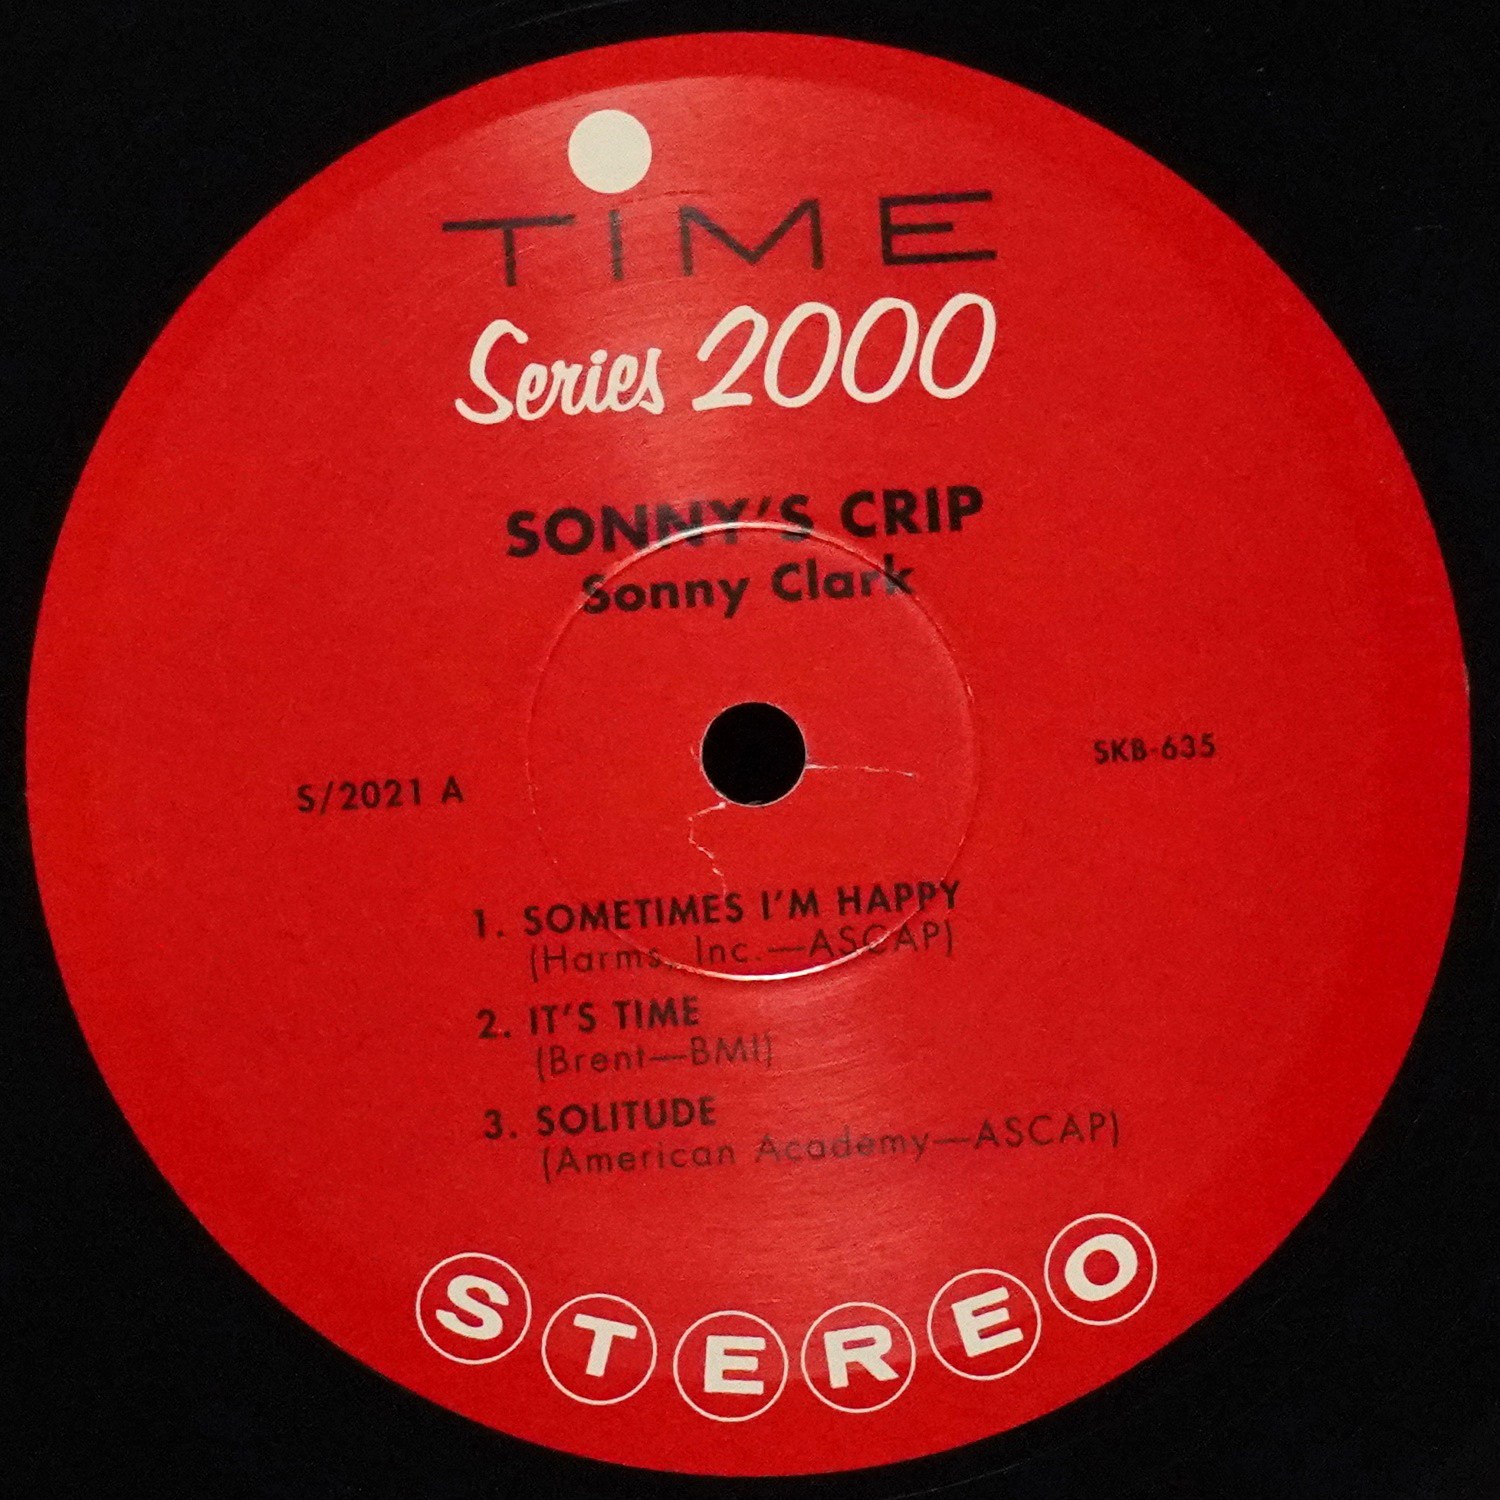 TIME
Series 2000
SONNY'S CRIP
Sonny Clark
S/2021 A
SKB-635
1. SOMETIMES I'M HAPPY
(Harms, Inc.—ASCAP)
2. IT'S TIME
(Brent—BMI)
3. SOLITUDE
(American Academy—ASCAP)
STEREO